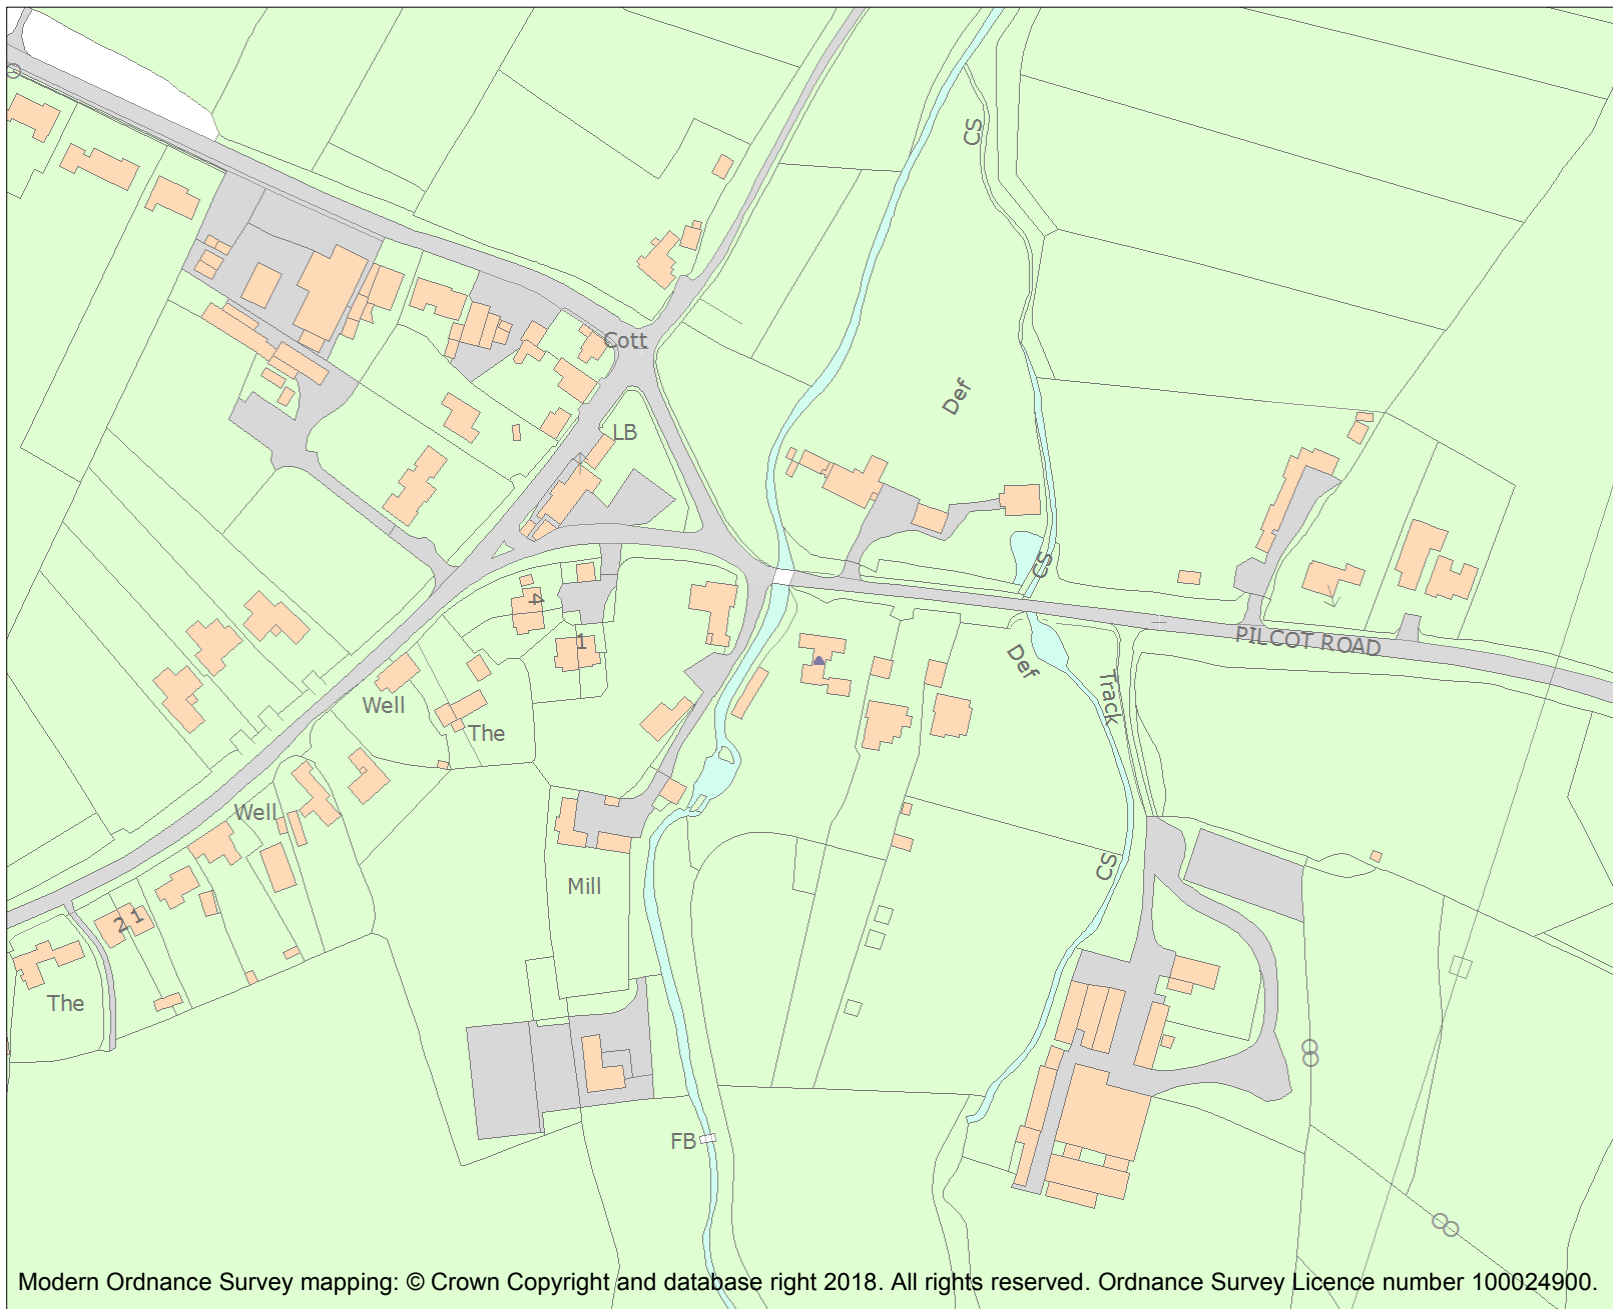 CS
Cott
Def
LB
CS
4
1
PILCOT ROAD
Def
Track
Well
The
Well
CS
Mill
2 1
The
FB
Modern Ordnance Survey mapping: © Crown Copyright and database right 2018. All rights reserved. Ordnance Survey Licence number 100024900.